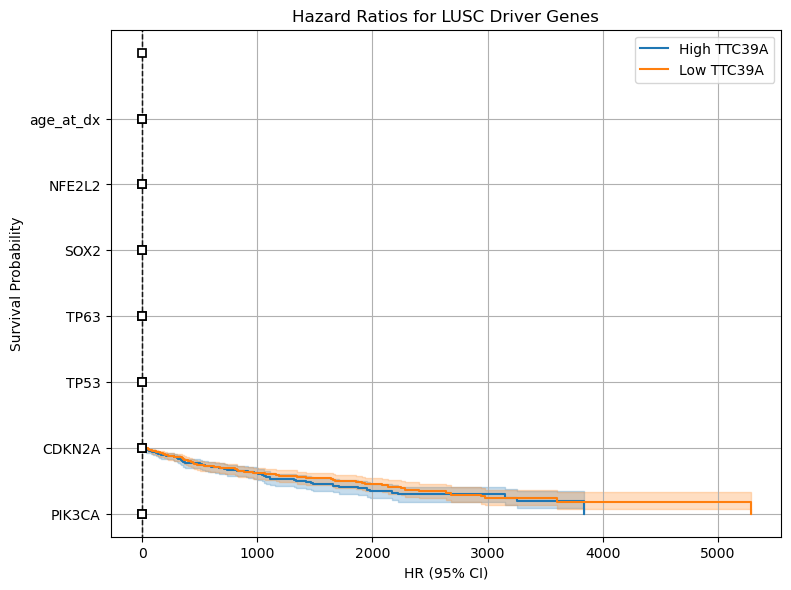 Hazard Ratios for LUSC Driver Genes
High TTC39A
Low TTC39A
age_at_dx
NFE2L2
SOX2
TP63
TP53
CDKN2A
PIK3CA
Survival Probability
0 1000 2000 3000 4000 5000
HR (95% CI)